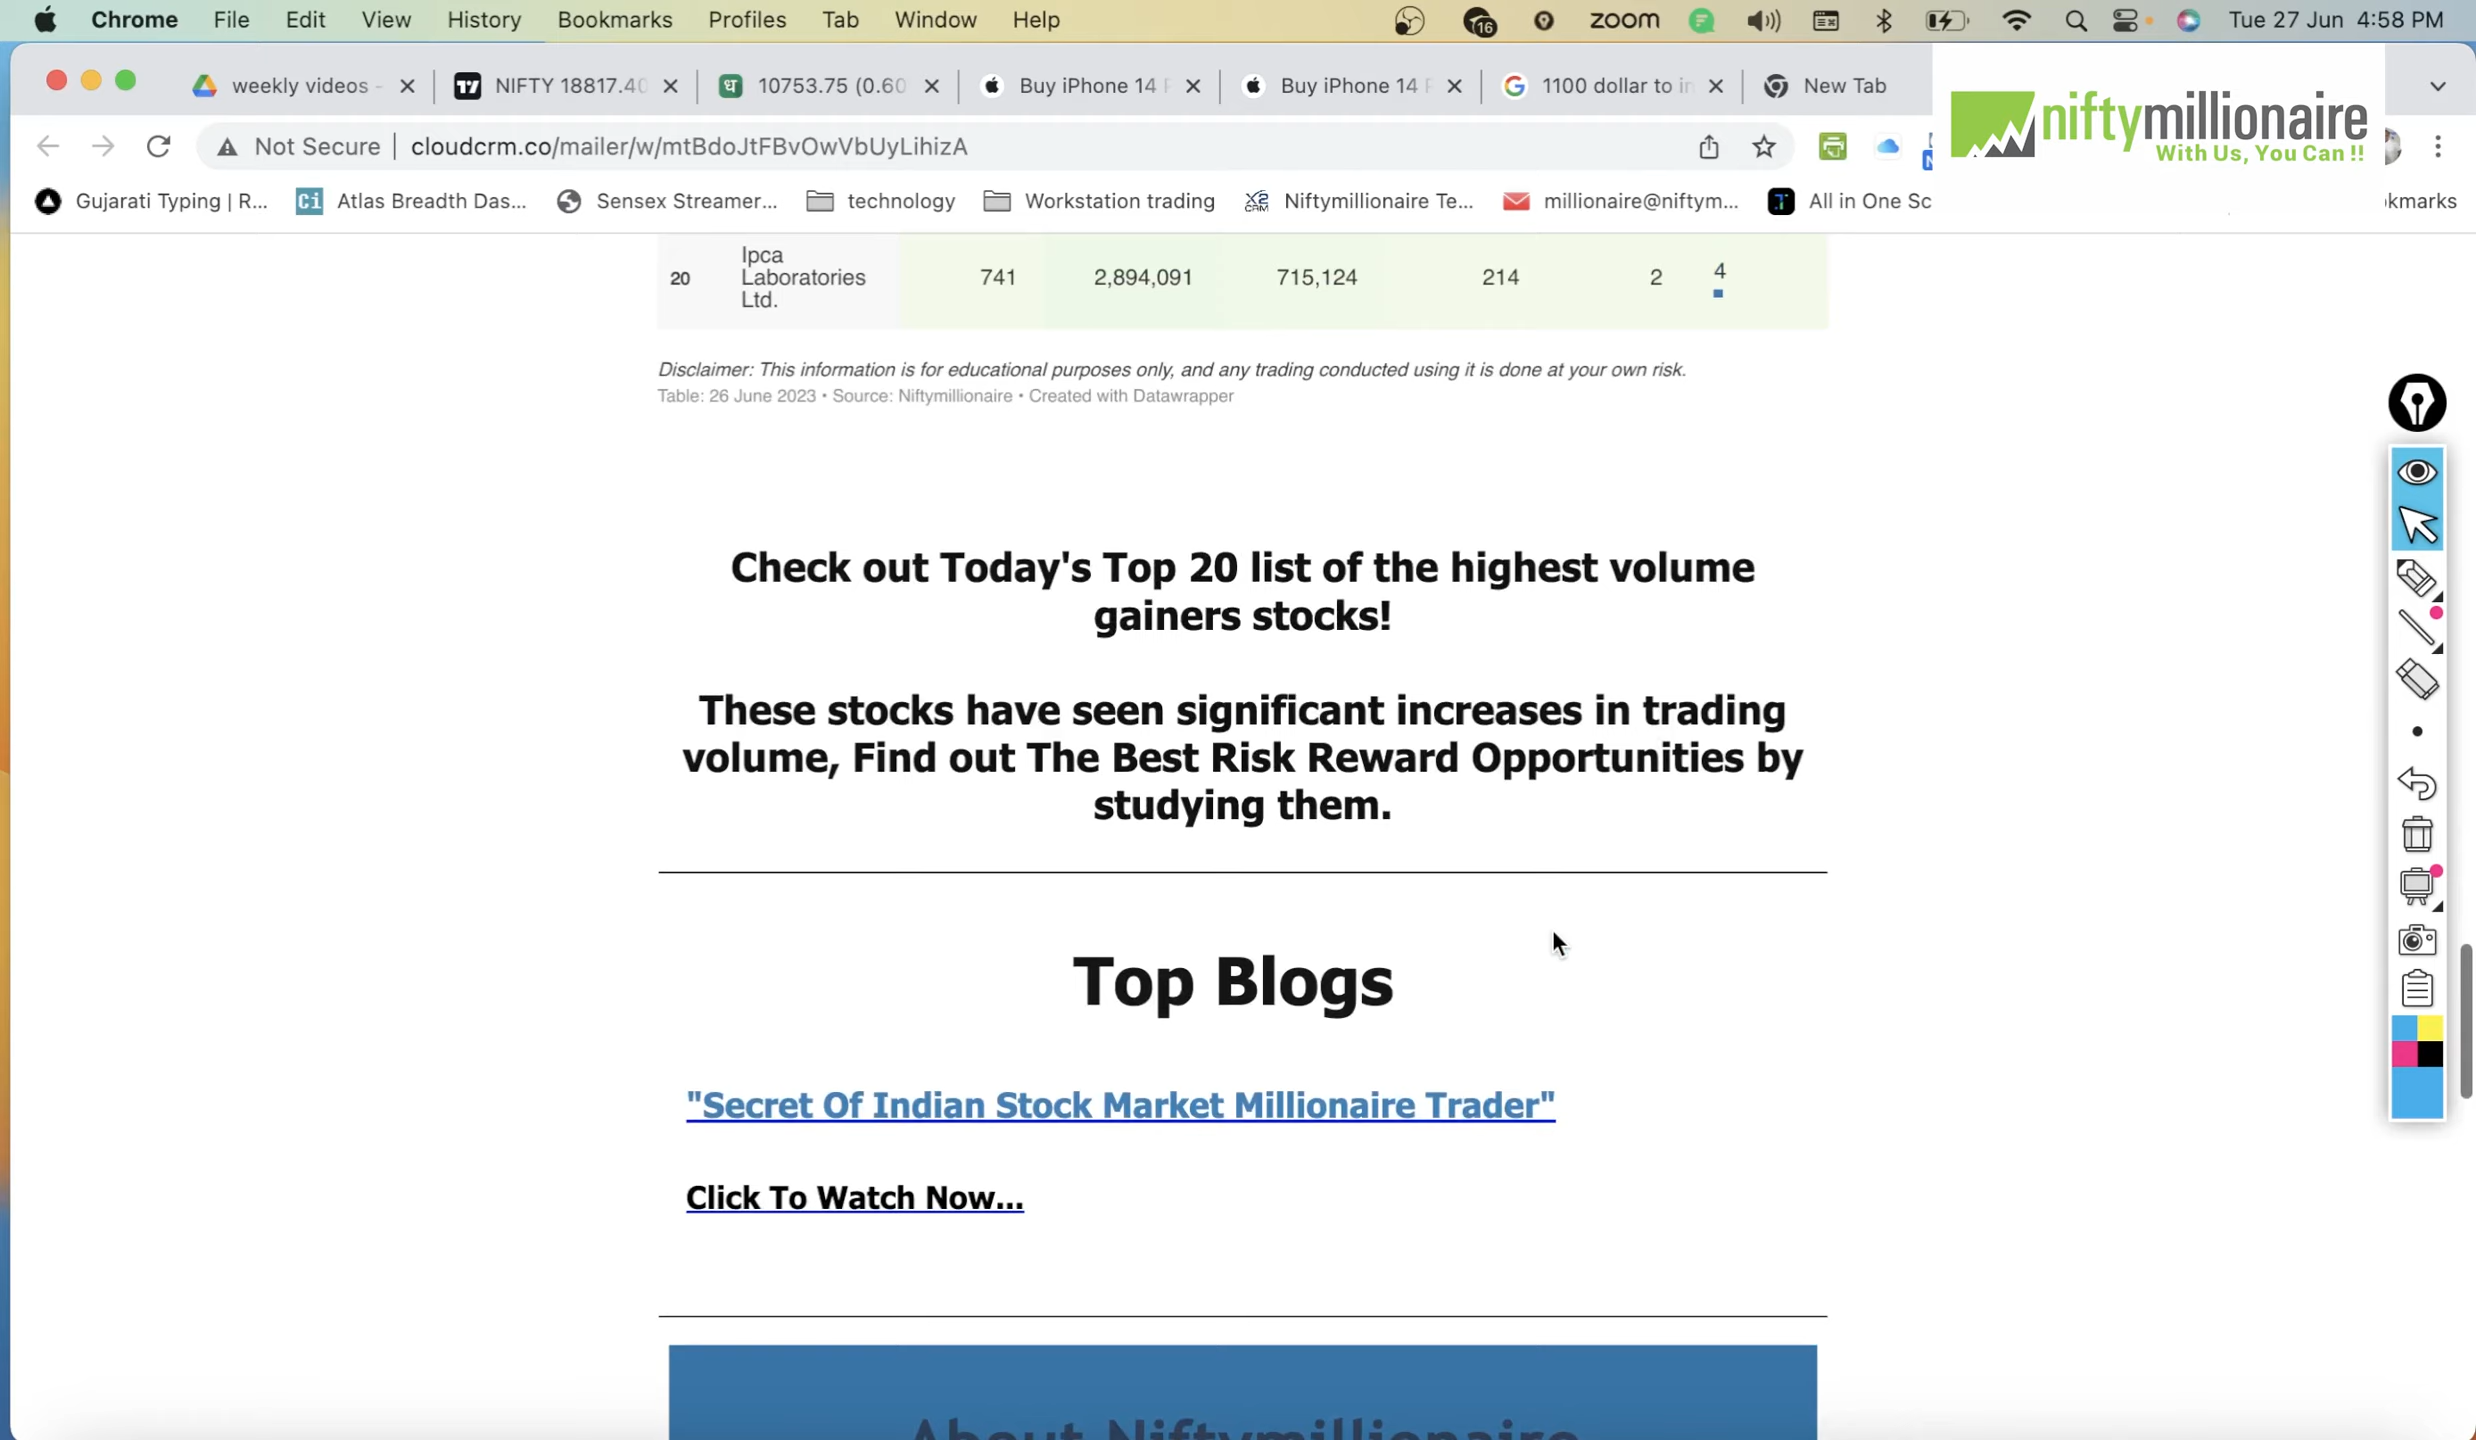 Chrome File Edit View History Bookmarks Profiles Tab Window Help 16 zoom Tue 27 Jun 4:58 PM
weekly videos - NIFTY 18817.40 10753.75 (0.60 Buy iPhone 14 P Buy iPhone 14 P 1100 dollar to in New Tab
niftymillionaire
With Us, You Can !!
Not Secure | cloudcrm.co/mailer/w/mtBdoJtFBvOwVbUyLihizA
Gujarati Typing | R... Atlas Breadth Das... Sensex Streamer... technology Workstation trading Niftymillionaire Te... millionaire@niftym... All in One Sc kmarks
20 Ipca Laboratories Ltd. 741 2,894,091 715,124 214 2 4
Disclaimer: This information is for educational purposes only, and any trading conducted using it is done at your own risk.
Table: 26 June 2023 • Source: Niftymillionaire • Created with Datawrapper
Check out Today's Top 20 list of the highest volume
gainers stocks!
These stocks have seen significant increases in trading
volume, Find out The Best Risk Reward Opportunities by
studying them.
Top Blogs
"Secret Of Indian Stock Market Millionaire Trader"
Click To Watch Now...
About Niftymillionaire